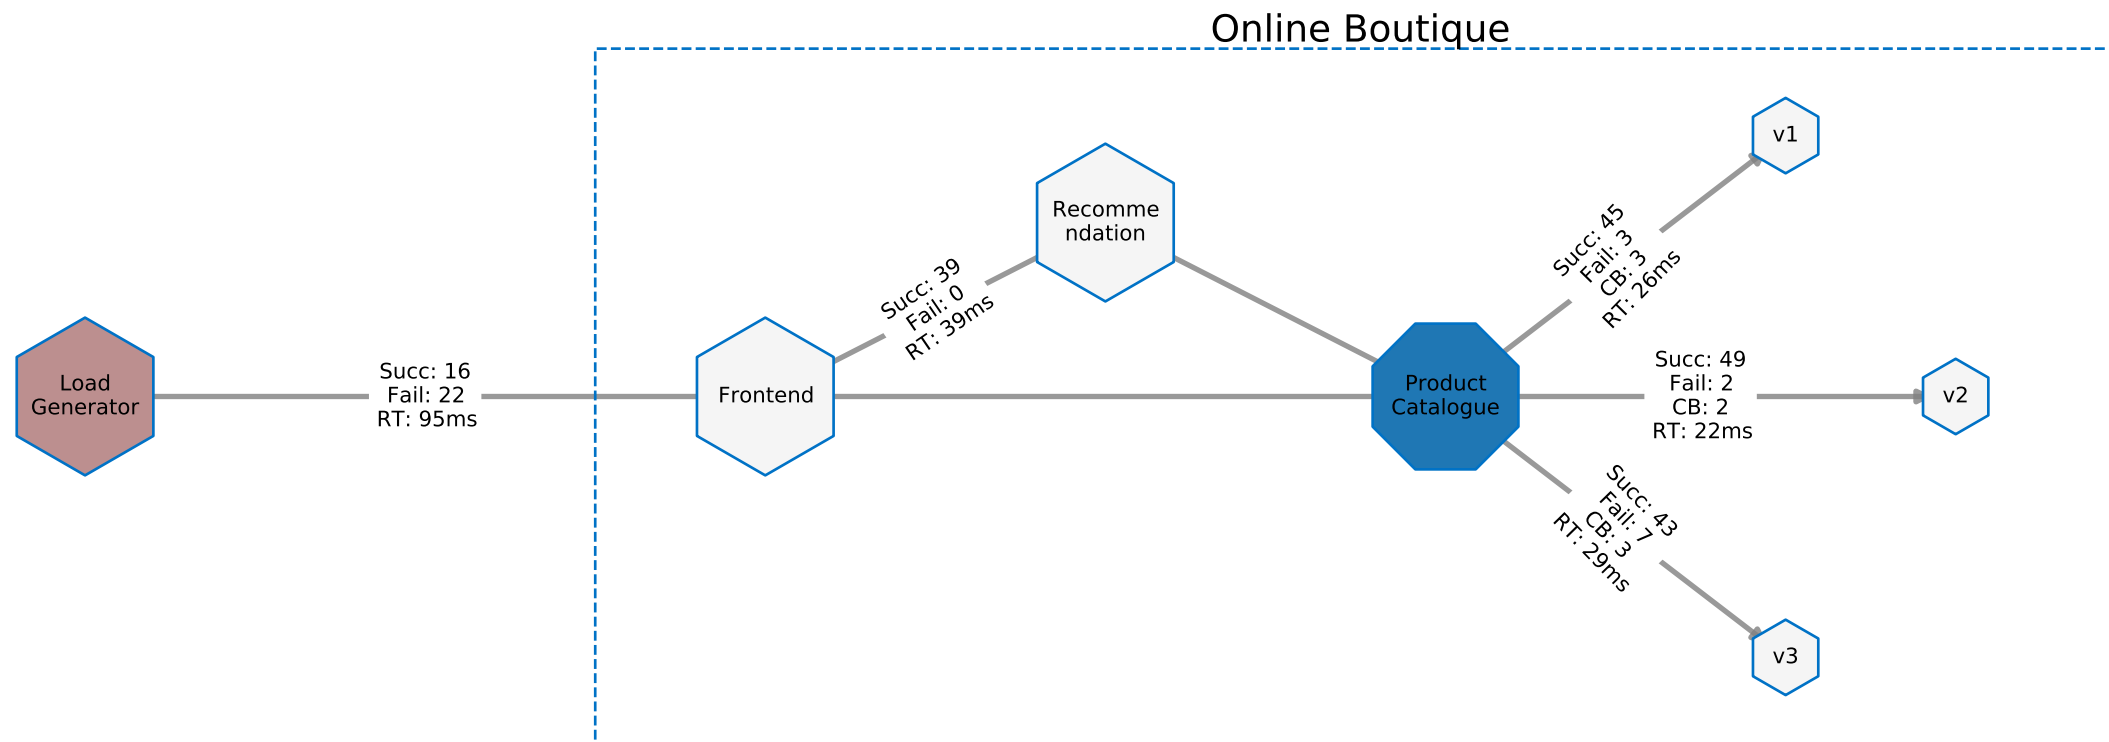 Online Boutique
Load
Generator
Succ: 16
Fail: 22
RT: 95ms
Frontend
Succ: 39
Fail: 0
RT: 39ms
Recomme
ndation
Product
Catalogue
Succ: 45
Fail: 3
CB: 3
RT: 26ms
v1
Succ: 49
Fail: 2
CB: 2
RT: 22ms
v2
Succ: 43
Fail: 7
CB: 3
RT: 29ms
v3